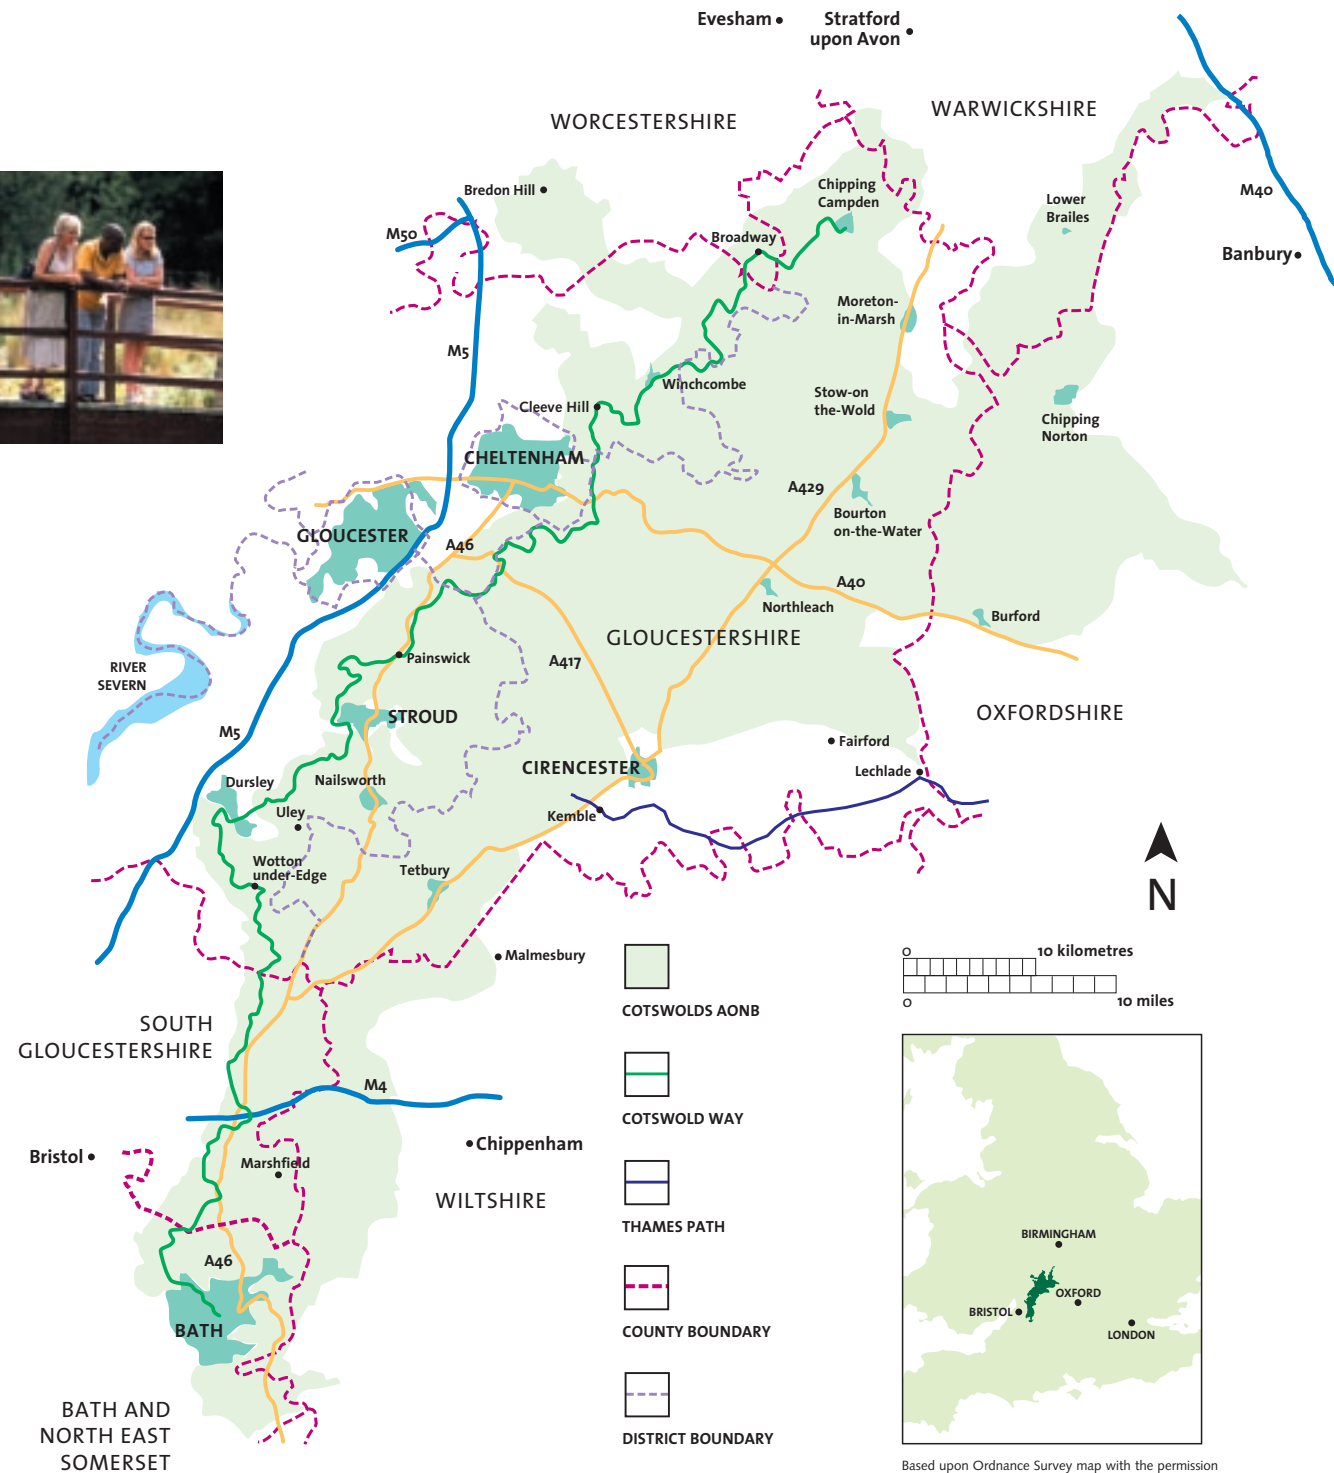 Evesham
Stratford
upon Avon
WORCESTERSHIRE
WARWICKSHIRE
Bredon Hill
Chipping
Campden
Lower
Brailes
M40
M50
Broadway
Banbury
Moreton-
in-Marsh
M5
Winchcombe
Stow-on
the-Wold
Cleeve Hill
Chipping
Norton
CHELTENHAM
A429
Bourton
on-the-Water
GLOUCESTER
A46
A40
Northleach
Burford
GLOUCESTERSHIRE
RIVER
SEVERN
Painswick
A417
STROUD
OXFORDSHIRE
M5
Fairford
CIRENCESTER
Lechlade
Dursley
Nailsworth
Uley
Kemble
Wotton
under-Edge
Tetbury
N
Malmesbury
0
10 kilometres
0
10 miles
COTSWOLDS AONB
SOUTH
GLOUCESTERSHIRE
M4
COTSWOLD WAY
Chippenham
Bristol
Marshfield
WILTSHIRE
THAMES PATH
A46
BATH
COUNTY BOUNDARY
BATH AND
NORTH EAST
SOMERSET
DISTRICT BOUNDARY
BIRMINGHAM
OXFORD
BRISTOL
LONDON
Based upon Ordnance Survey map with the permission